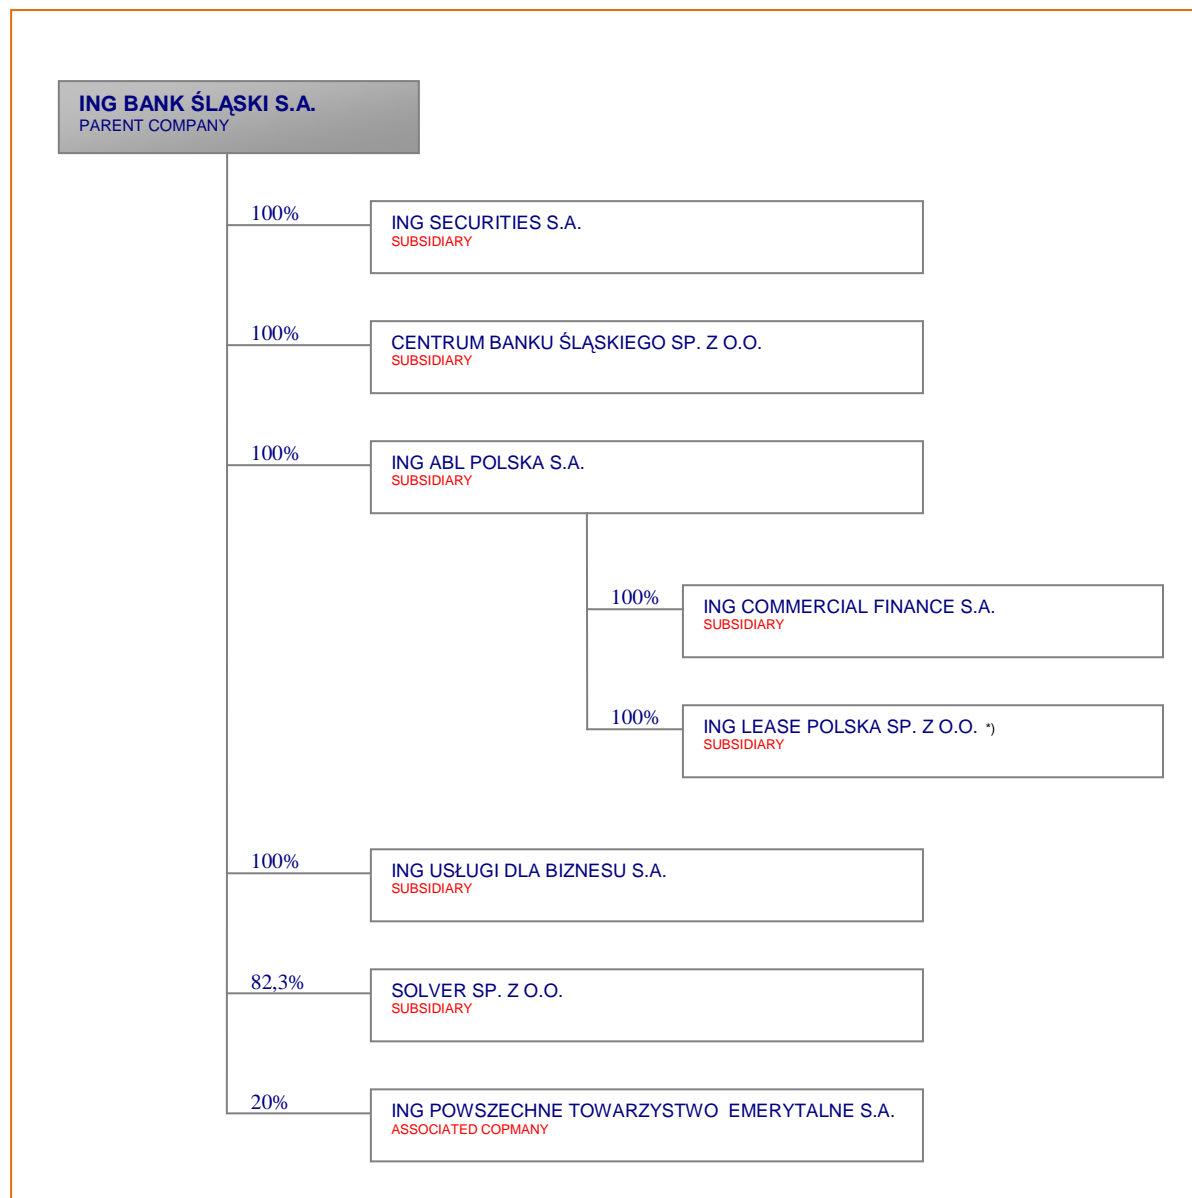 ING BANK ŚLĄSKI S.A.
PARENT COMPANY
100%
ING SECURITIES S.A.
SUBSIDIARY
100%
CENTRUM BANKU ŚLĄSKIEGO SP. Z O.O.
SUBSIDIARY
100%
ING ABL POLSKA S.A.
SUBSIDIARY
100%
ING COMMERCIAL FINANCE S.A.
SUBSIDIARY
100%
ING LEASE POLSKA SP. Z O.O. *)
SUBSIDIARY
100%
ING USŁUGI DLA BIZNESU S.A.
SUBSIDIARY
82,3%
SOLVER SP. Z O.O.
SUBSIDIARY
20%
ING POWSZECHNE TOWARZYSTWO EMERYTALNE S.A.
ASSOCIATED COPMANY